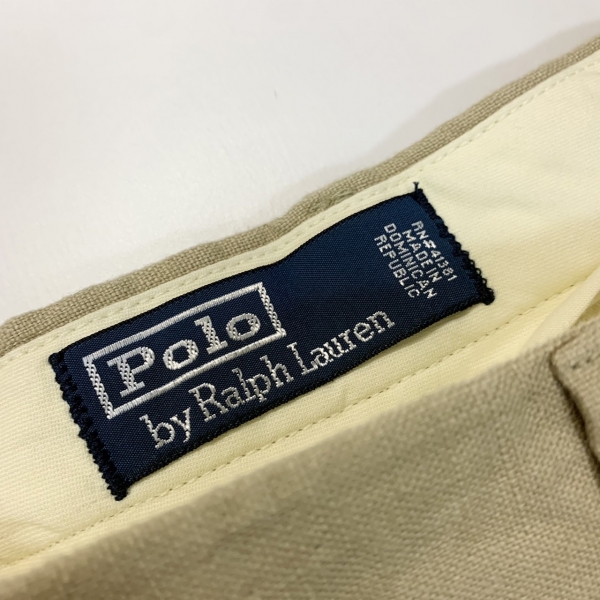 Polo
by Ralph Lauren
RN#41381
MADE IN
DOMINICAN
REPUBLIC